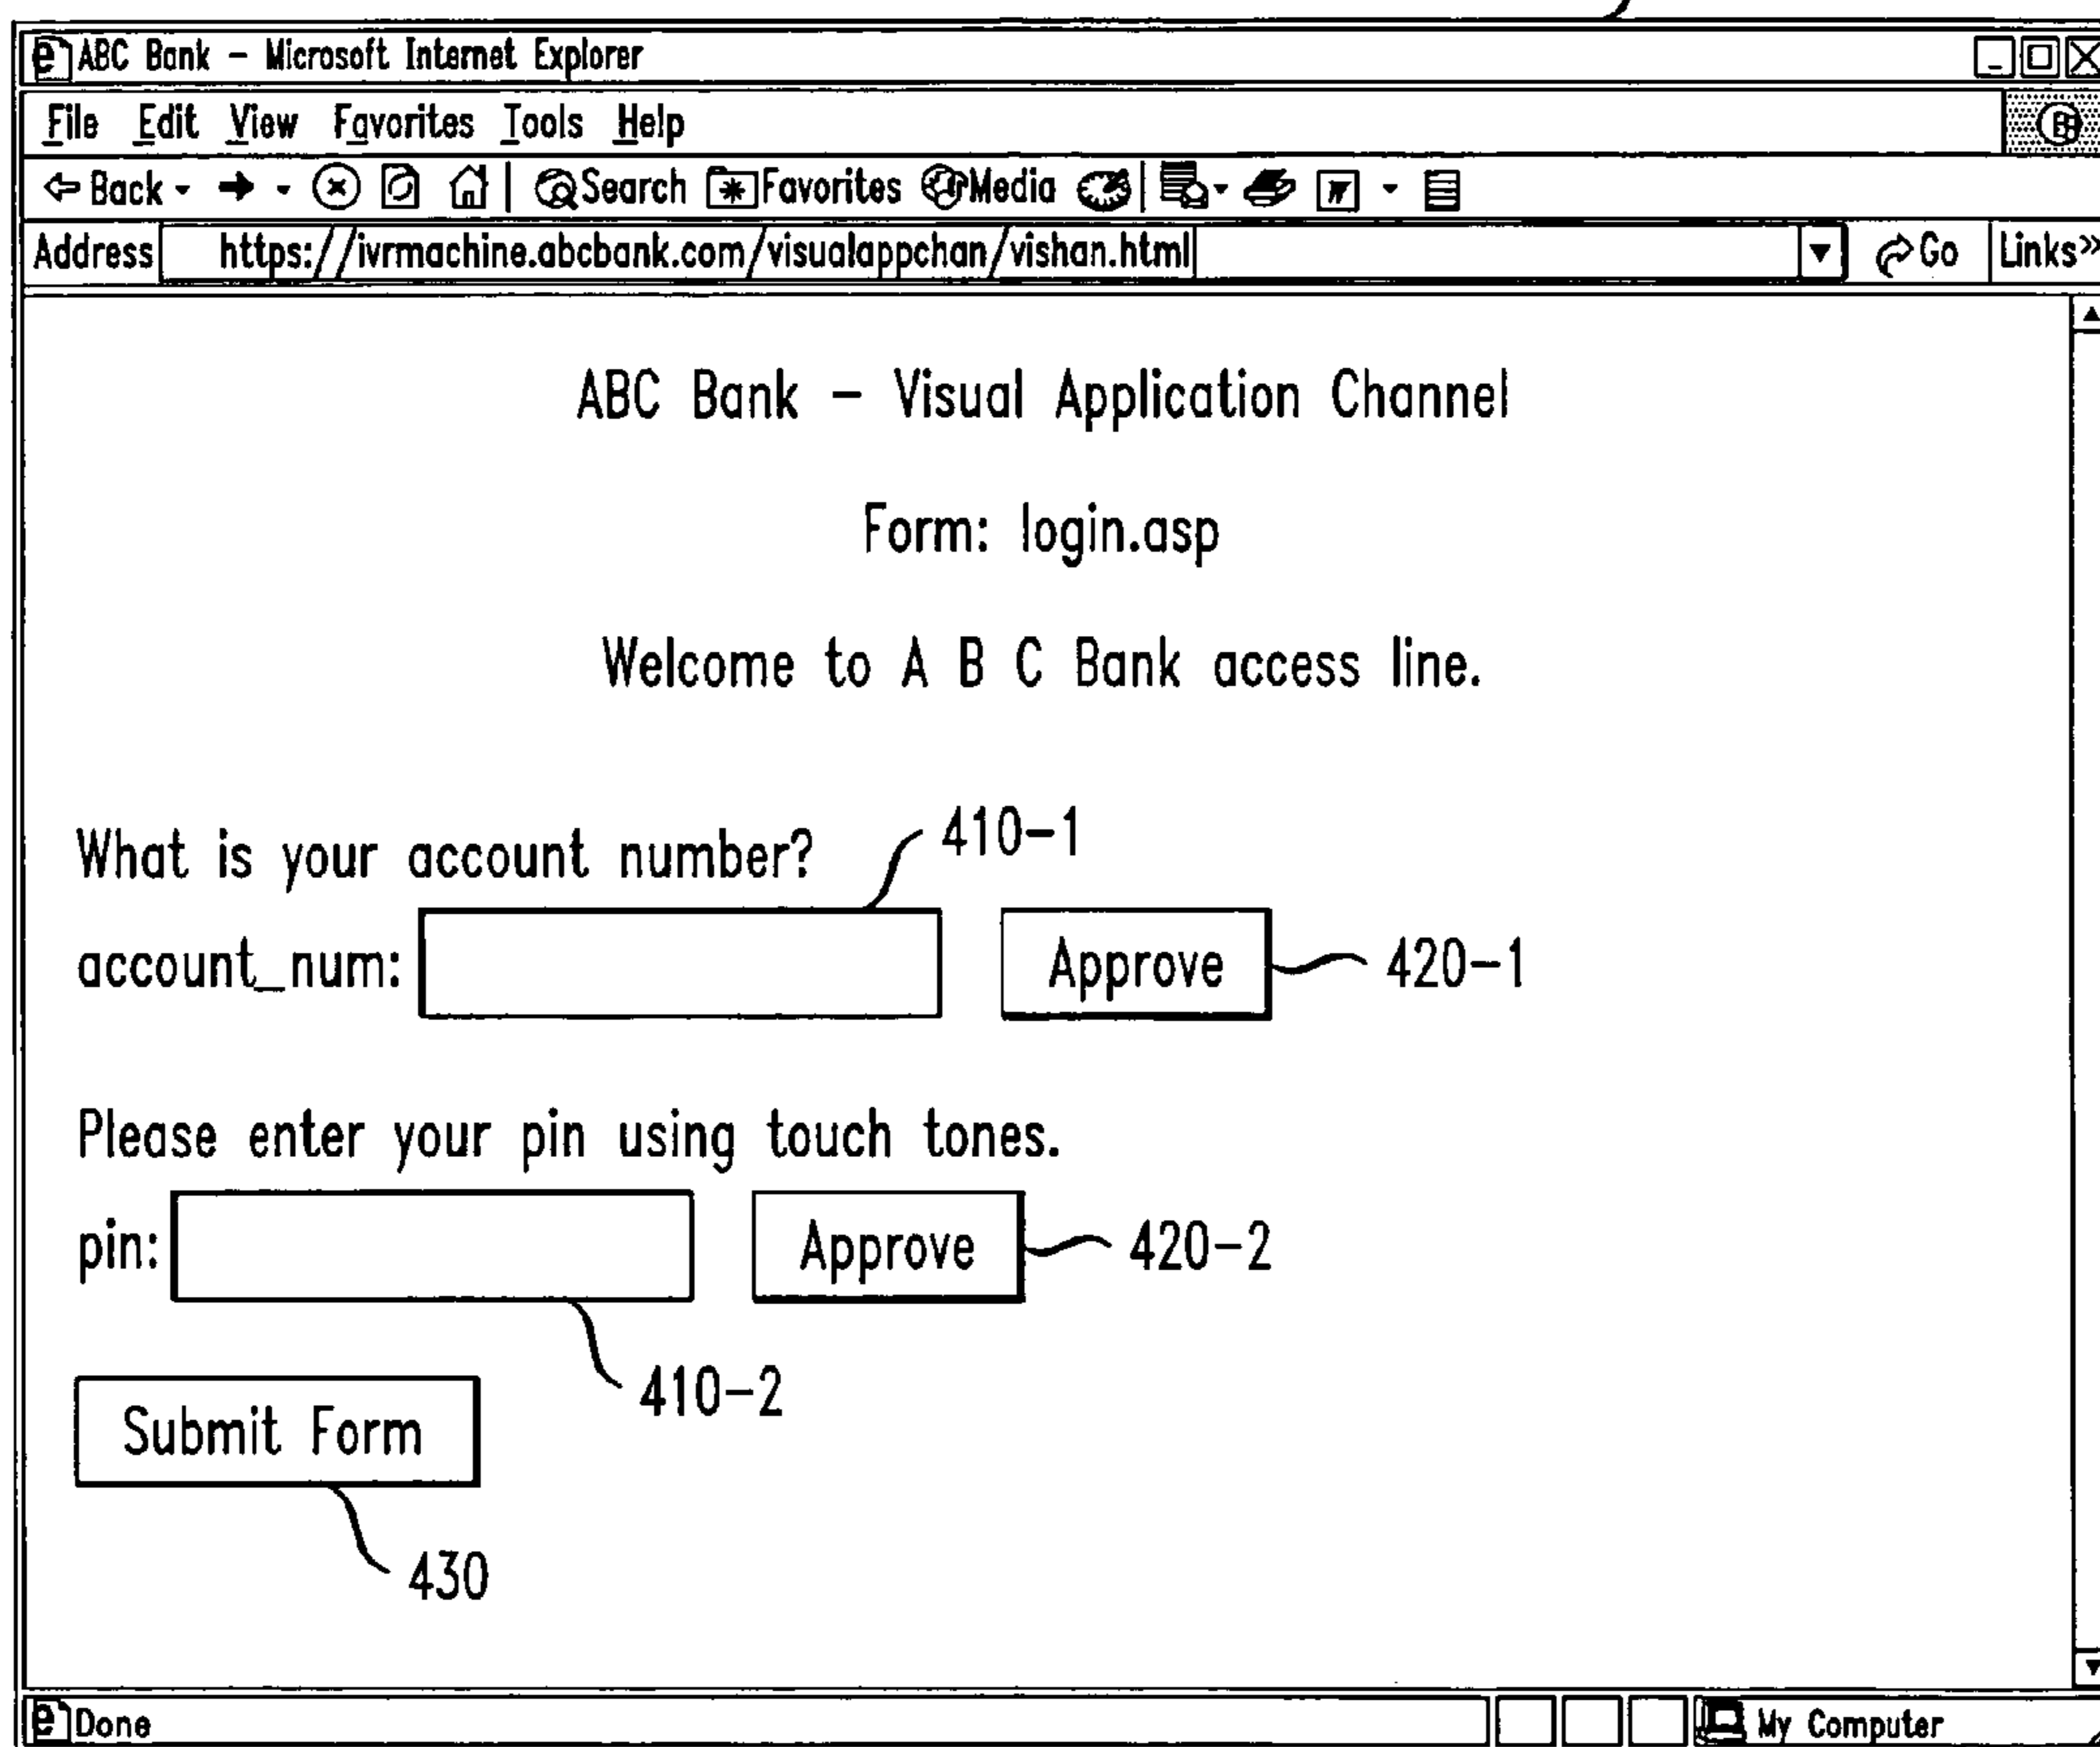 ABC Bank – Microsoft Internet Explorer
File Edit View Favorites Tools Help
Back Search Favorites Media
Address https://ivrmachine.abcbank.com/visualappchan/vishan.html Go Links»
ABC Bank – Visual Application Channel
Form: login.asp
Welcome to A B C Bank access line.
410–1
What is your account number?
account_num: Approve 420–1
Please enter your pin using touch tones.
pin: Approve 420–2
410–2
Submit Form
430
Done My Computer